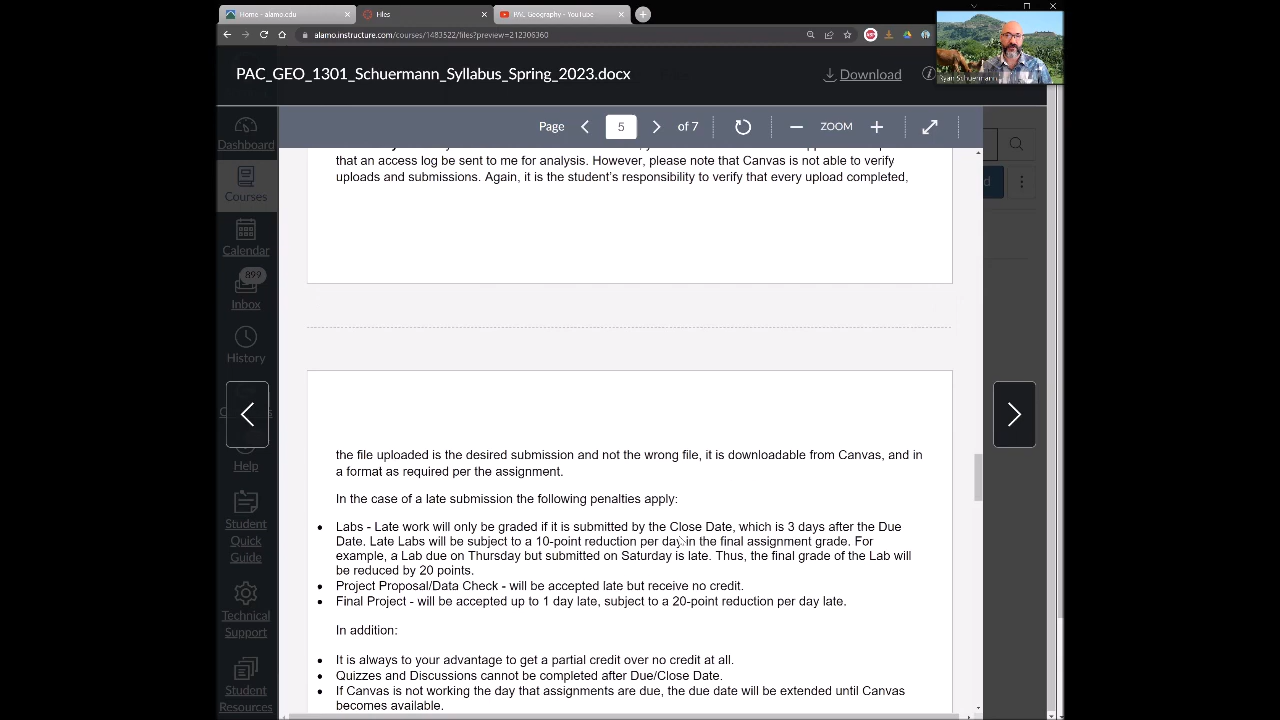 Home - alamo.edu
Files
PAC Geography - YouTube
alamo.instructure.com/courses/1483522/files?preview=212306360
PAC_GEO_1301_Schuermann_Syllabus_Spring_2023.docx
Download
Ryan Schuermann
Page 5 of 7 ZOOM
Dashboard
Courses
Calendar
899
Inbox
History
Help
Student
Quick
Guide
Technical
Support
Student
Resources
that an access log be sent to me for analysis. However, please note that Canvas is not able to verify
uploads and submissions. Again, it is the student's responsibility to verify that every upload completed,
the file uploaded is the desired submission and not the wrong file, it is downloadable from Canvas, and in
a format as required per the assignment.
In the case of a late submission the following penalties apply:
• Labs - Late work will only be graded if it is submitted by the Close Date, which is 3 days after the Due
Date. Late Labs will be subject to a 10-point reduction per day in the final assignment grade. For
example, a Lab due on Thursday but submitted on Saturday is late. Thus, the final grade of the Lab will
be reduced by 20 points.
• Project Proposal/Data Check - will be accepted late but receive no credit.
• Final Project - will be accepted up to 1 day late, subject to a 20-point reduction per day late.
In addition:
• It is always to your advantage to get a partial credit over no credit at all.
• Quizzes and Discussions cannot be completed after Due/Close Date.
• If Canvas is not working the day that assignments are due, the due date will be extended until Canvas
becomes available.